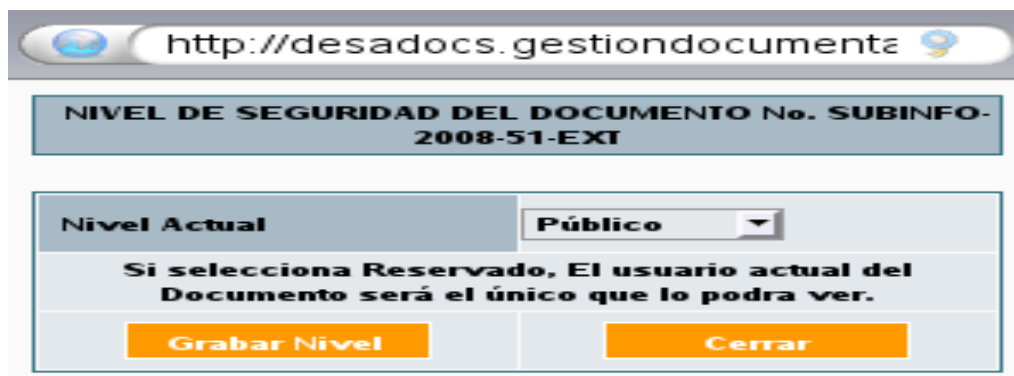 http://desadocs.gestiondocumenta
NIVEL DE SEGURIDAD DEL DOCUMENTO No. SUBINFO-
2008-51-EXT
Nivel Actual Público
Si selecciona Reservado, El usuario actual del
Documento será el único que lo podra ver.
Grabar Nivel Cerrar